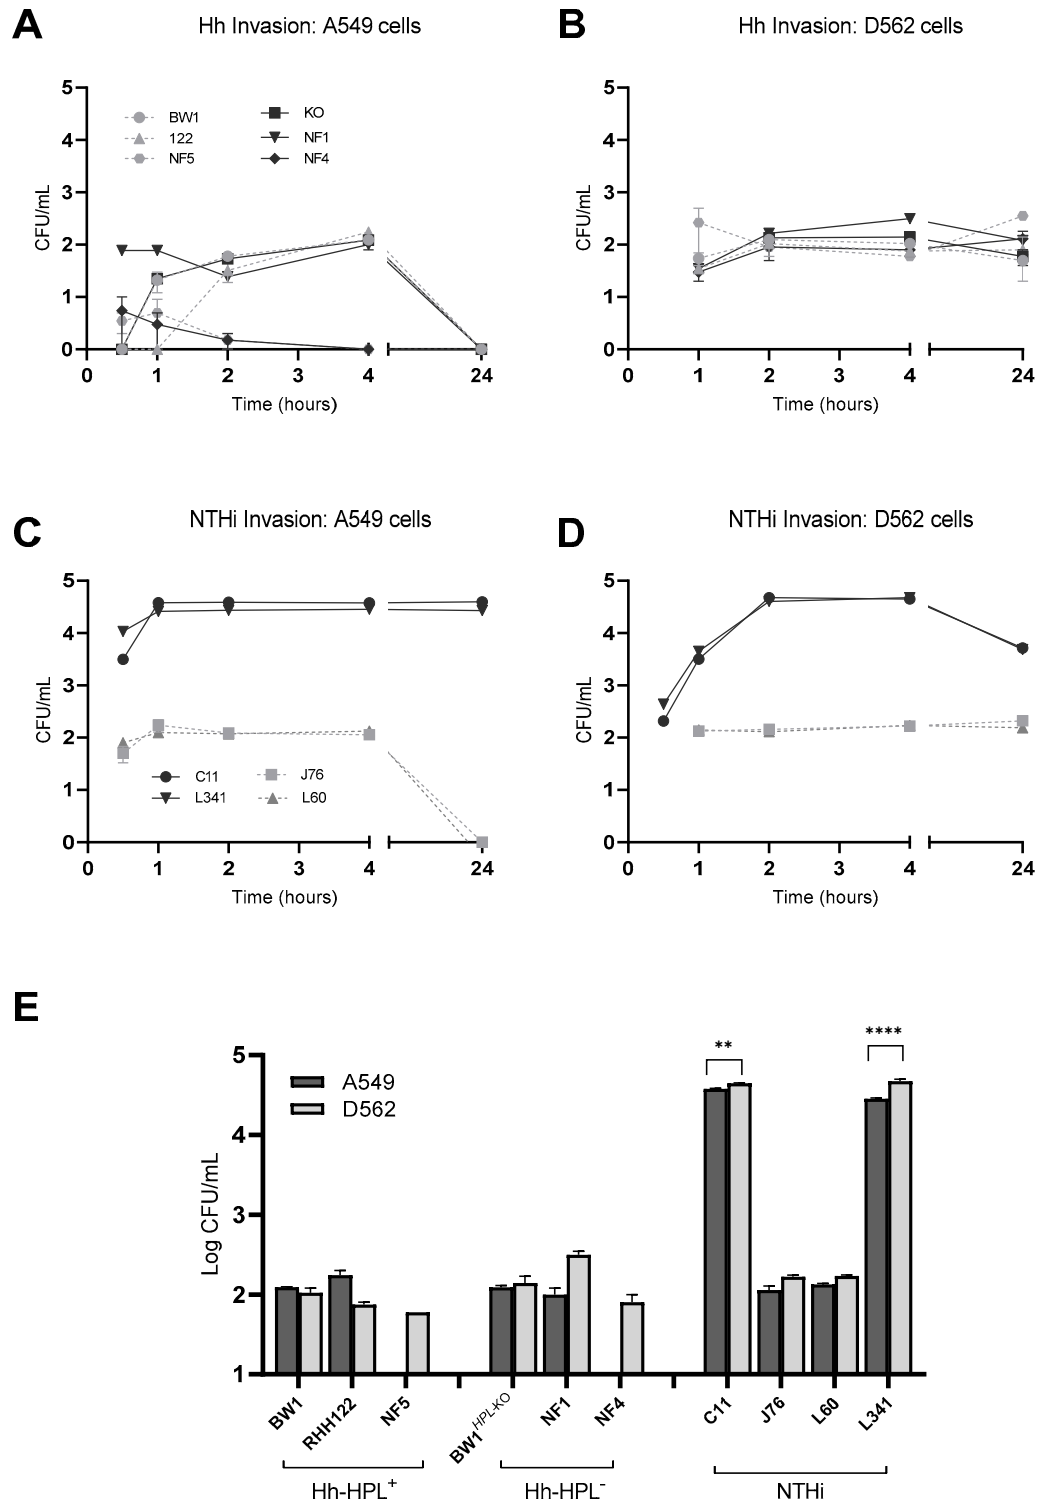 A
Hh Invasion: A549 cells
5
4
3
2
1
0
CFU/mL
BW1
122
NF5
KO
NF1
NF4
0 1 2 3 4 24
Time (hours)
B
Hh Invasion: D562 cells
5
4
3
2
1
0
CFU/mL
0 1 2 3 4 24
Time (hours)
C
NTHi Invasion: A549 cells
5
4
3
2
1
0
CFU/mL
C11
L341
J76
L60
0 1 2 3 4 24
Time (hours)
D
NTHi Invasion: D562 cells
5
4
3
2
1
0
CFU/mL
0 1 2 3 4 24
Time (hours)
E
5
4
3
2
1
Log CFU/mL
A549
D562
**
****
BW1
RHH122
NF5
BW1HPL-KO
NF1
NF4
C11
J76
L60
L341
Hh-HPL+
Hh-HPL-
NTHi